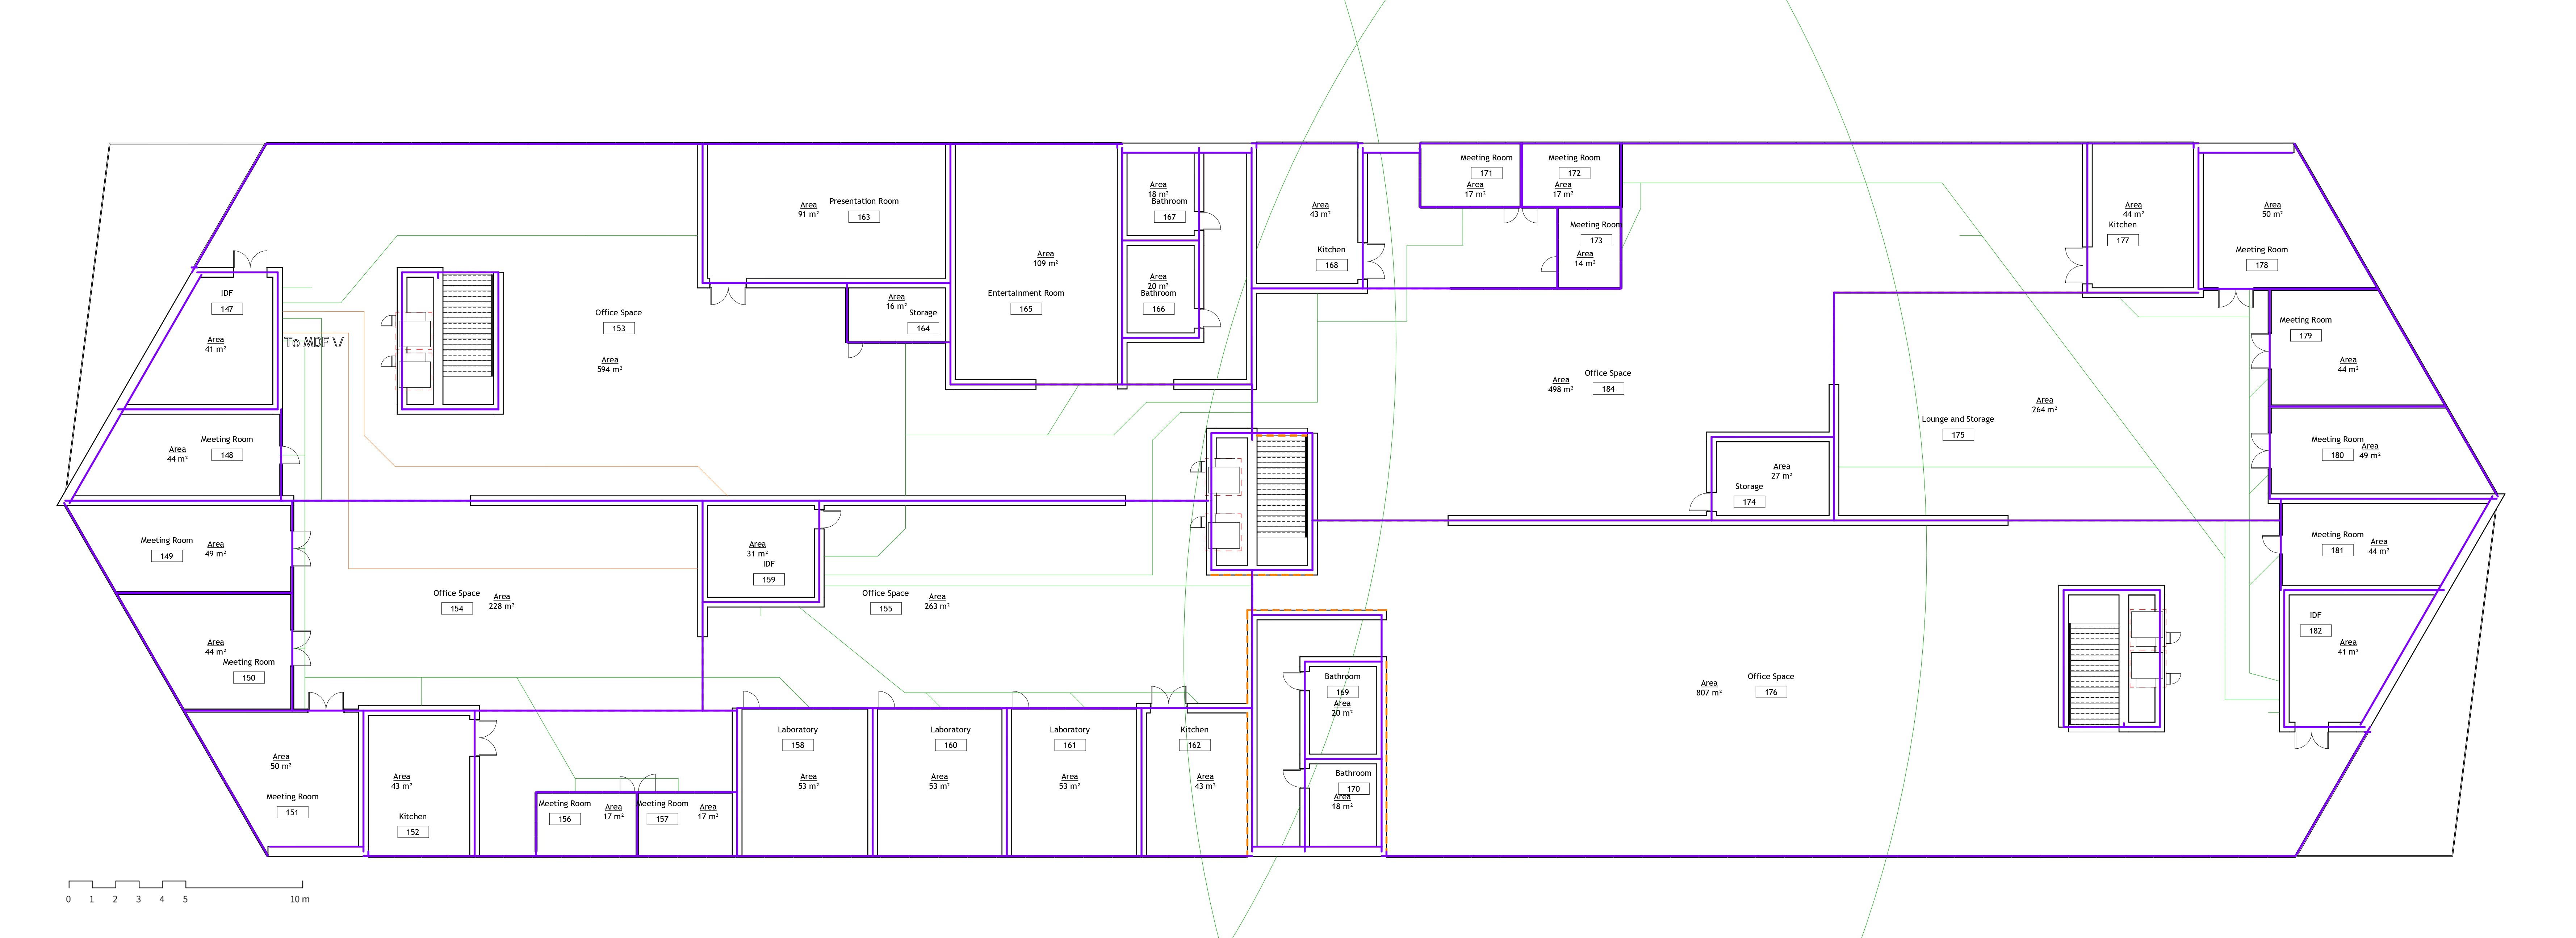 Meeting Room
171
Area
17 m²
Meeting Room
172
Area
17 m²
Area
18 m²
Bathroom
167
Presentation Room
163
Area
91 m²
Area
43 m²
Kitchen
168
Area
44 m²
Kitchen
177
Area
50 m²
Meeting Room
178
Meeting Room
173
Area
14 m²
Area
109 m²
Entertainment Room
165
Area
20 m²
Bathroom
166
IDF
147
Area
41 m²
To MDF \/
Office Space
153
Area
594 m²
Area
16 m²
Storage
164
Meeting Room
179
Area
44 m²
Area
498 m²
Office Space
184
Area
264 m²
Lounge and Storage
175
Area
44 m²
Meeting Room
148
Meeting Room
180
Area
49 m²
Area
27 m²
Storage
174
Meeting Room
149
Area
49 m²
Area
31 m²
IDF
159
Meeting Room
181
Area
44 m²
Office Space
154
Area
228 m²
Office Space
155
Area
263 m²
IDF
182
Area
41 m²
Area
44 m²
Meeting Room
150
Bathroom
169
Area
20 m²
Area
807 m²
Office Space
176
Laboratory
158
Area
53 m²
Laboratory
160
Area
53 m²
Laboratory
161
Area
53 m²
Kitchen
162
Area
43 m²
Bathroom
170
Area
18 m²
Area
50 m²
Meeting Room
151
Area
43 m²
Kitchen
152
Meeting Room
156
Area
17 m²
Meeting Room
157
Area
17 m²
0 1 2 3 4 5 10 m